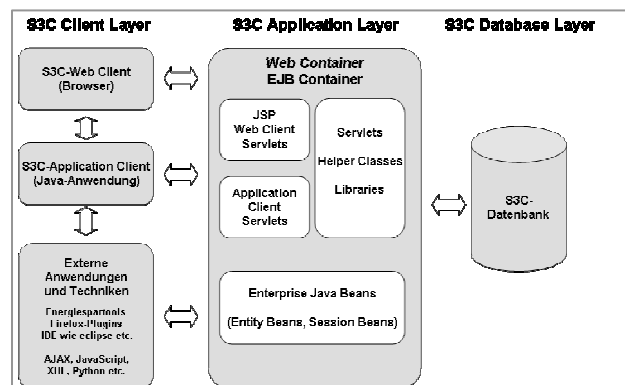 S3C Client Layer
S3C Application Layer
S3C Database Layer
S3C-Web Client
(Browser)
S3C-Application Client
(Java-Anwendung)
Externe
Anwendungen
und Techniken
Energiespartools
Firefox-Plugins
IDE wie eclipse etc.
AJAX, JavaScript,
XUL, Python etc.
Web Container
EJB Container
JSP
Web Client
Servlets
Application
Client
Servlets
Servlets
Helper Classes
Libraries
Enterprise Java Beans
(Entity Beans, Session Beans)
S3C-
Datenbank